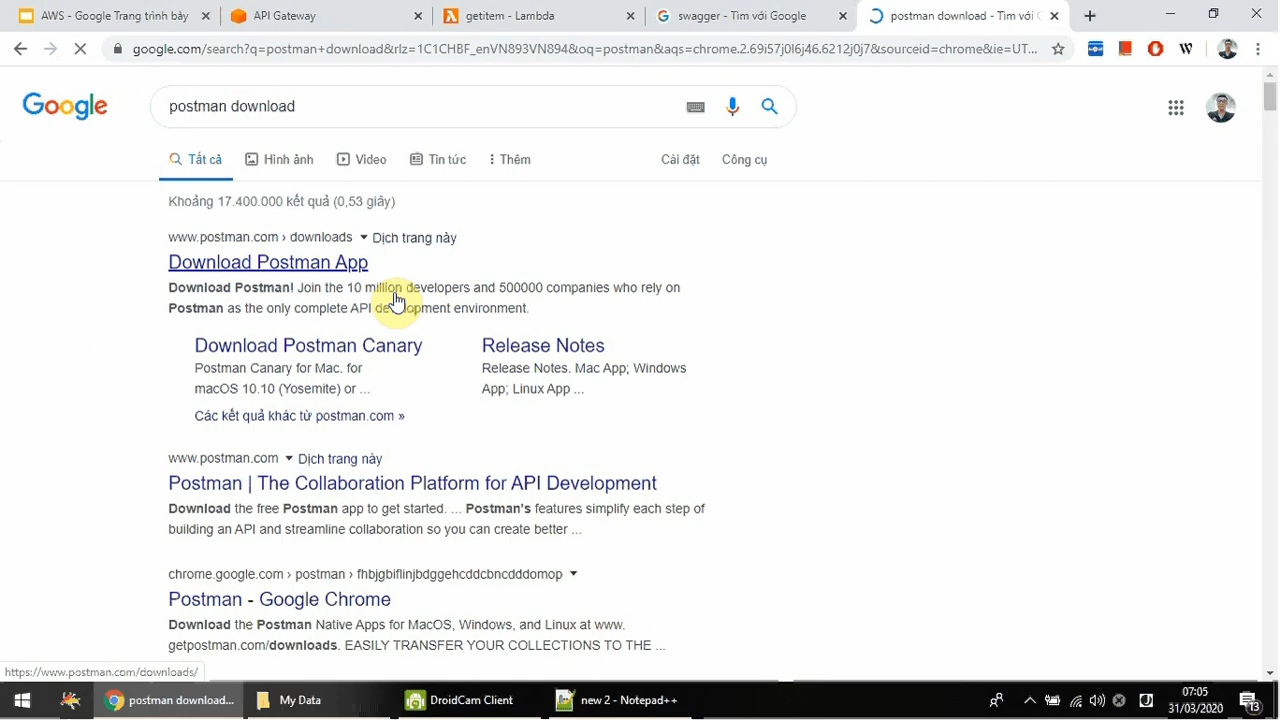 AWS - Google Trang trình bày
API Gateway
getitem - Lambda
swagger - Tìm với Google
postman download - Tìm với G
google.com/search?q=postman+download&rlz=1C1CHBF_enVN893VN894&oq=postman&aqs=chrome.2.69i57j0l6j46.6212j0j7&sourceid=chrome&ie=UT...
W
Google
postman download
Tất cả
Hình ảnh
Video
Tin tức
Thêm
Cài đặt
Công cụ
Khoảng 17.400.000 kết quả (0,53 giây)
www.postman.com › downloads
Dịch trang này
Download Postman App
Download Postman! Join the 10 million developers and 500000 companies who rely on
Postman as the only complete API development environment.
Download Postman Canary
Postman Canary for Mac. for
macOS 10.10 (Yosemite) or ...
Release Notes
Release Notes. Mac App; Windows
App; Linux App ...
Các kết quả khác từ postman.com »
www.postman.com
Dịch trang này
Postman | The Collaboration Platform for API Development
Download the free Postman app to get started. ... Postman's features simplify each step of
building an API and streamline collaboration so you can create better ...
chrome.google.com › postman › fhbjgbiflinjbdggehcddcbncdddomop
Postman - Google Chrome
Download the Postman Native Apps for MacOS, Windows, and Linux at www.
getpostman.com/downloads. EASILY TRANSFER YOUR COLLECTIONS TO THE ...
https://www.postman.com/downloads/
postman download...
My Data
DroidCam Client
new 2 - Notepad++
07:05
31/03/2020
13